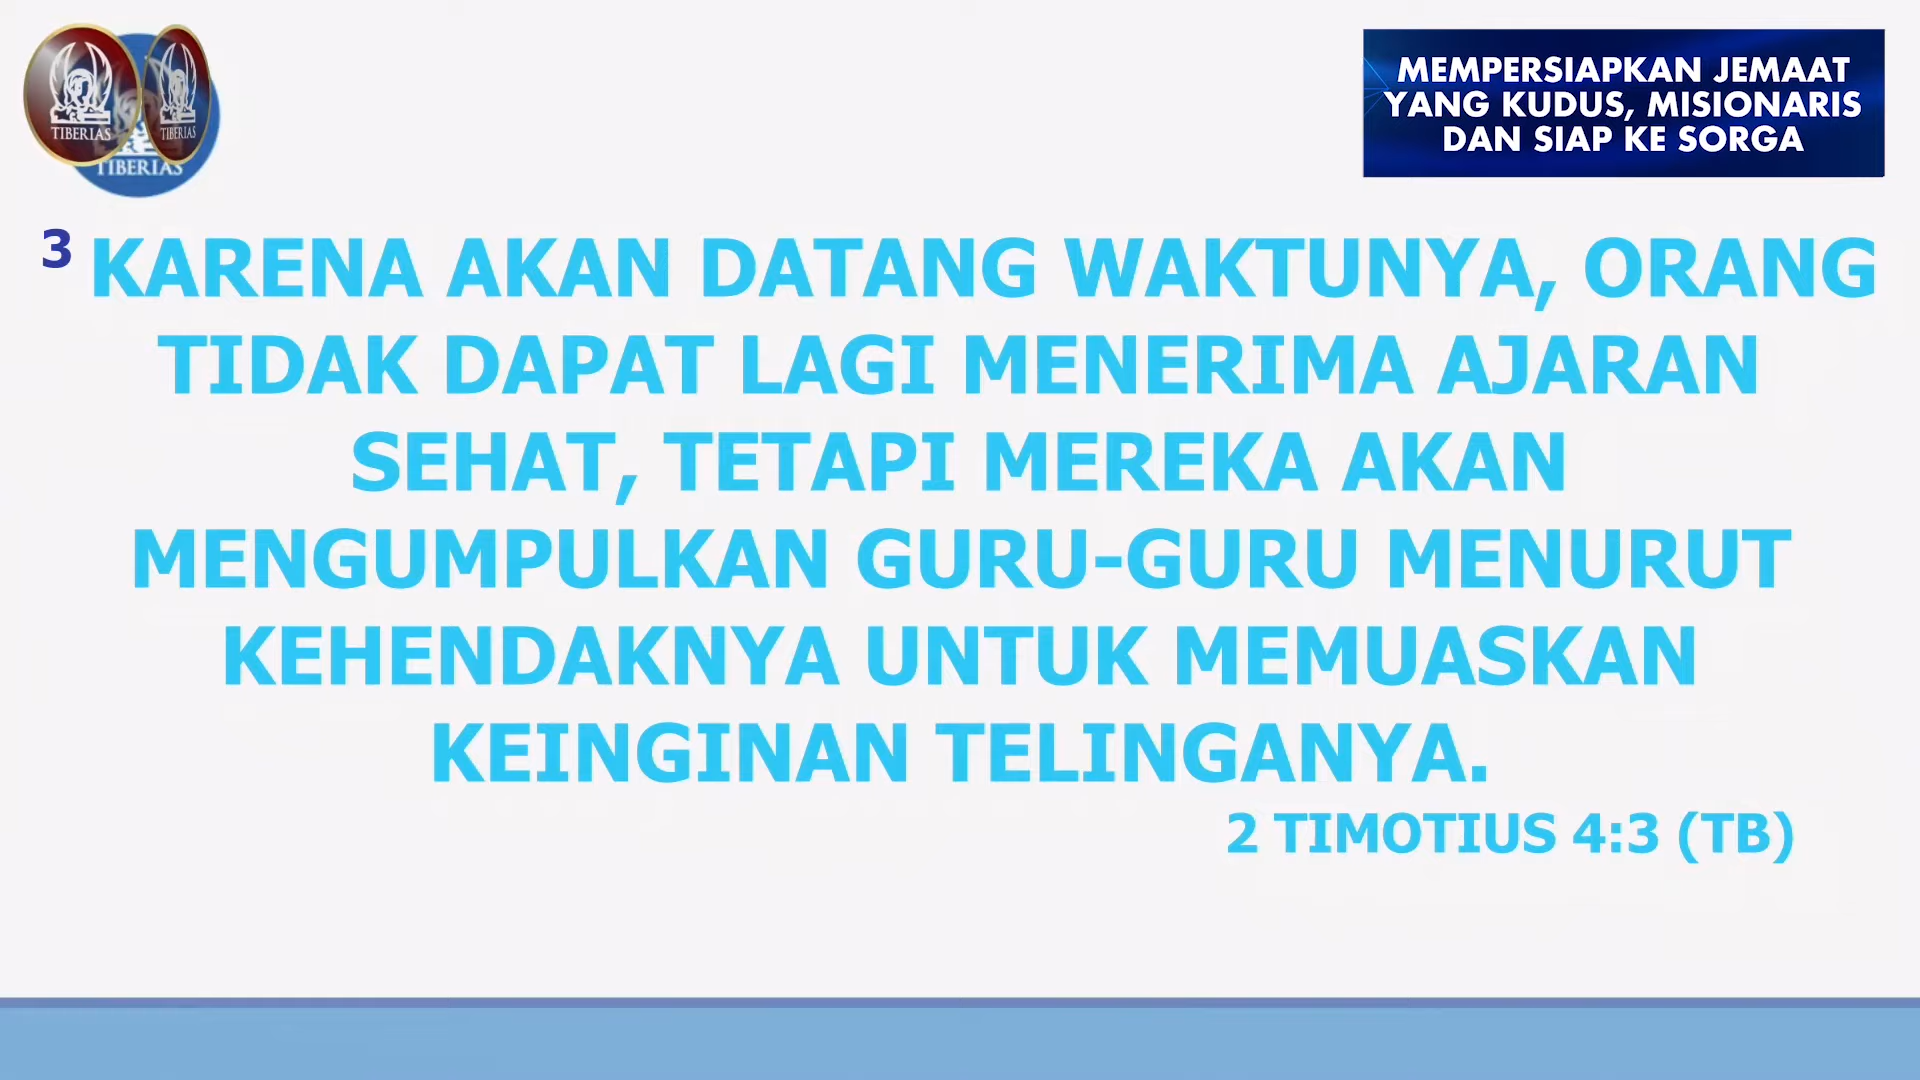 TIBERIAS
TIBERIAS
TIBERIAS
MEMPERSIAPKAN JEMAAT
YANG KUDUS, MISIONARIS
DAN SIAP KE SORGA
3 KARENA AKAN DATANG WAKTUNYA, ORANG
TIDAK DAPAT LAGI MENERIMA AJARAN
SEHAT, TETAPI MEREKA AKAN
MENGUMPULKAN GURU-GURU MENURUT
KEHENDAKNYA UNTUK MEMUASKAN
KEINGINAN TELINGANYA.
2 TIMOTIUS 4:3 (TB)